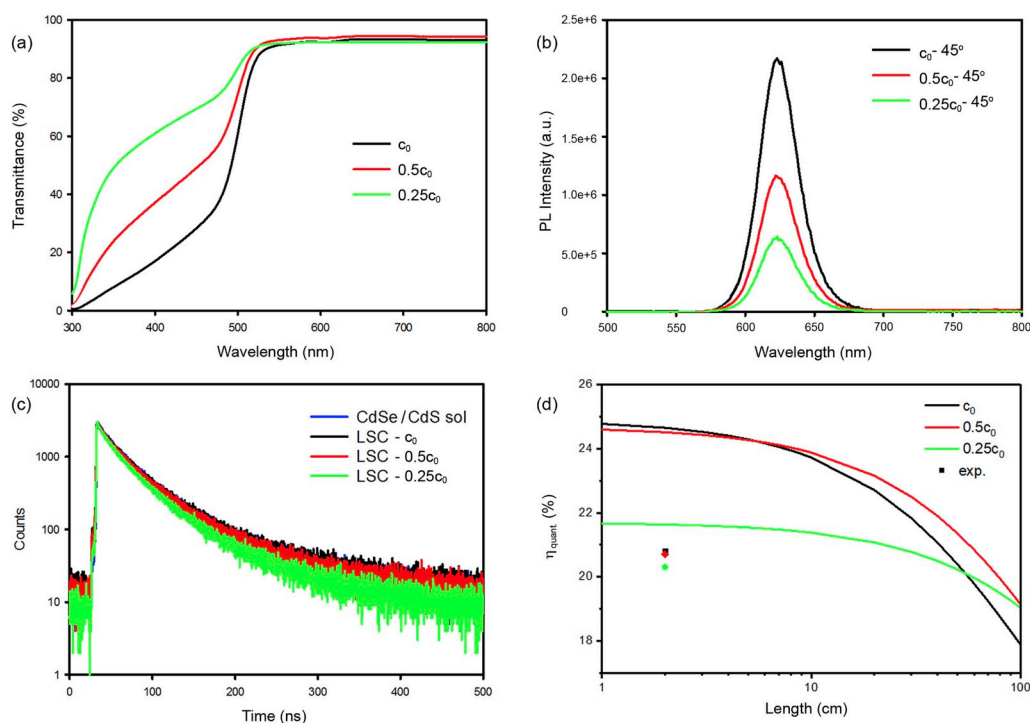 (a)
100
80
60
40
20
0
Transmittance (%)
c₀
0.5c₀
0.25c₀
300 400 500 600 700 800
Wavelength (nm)
(b)
2.5e+6
2.0e+6
1.5e+6
1.0e+6
5.0e+5
0
PL Intensity (a.u.)
c₀- 45º
0.5c₀- 45º
0.25c₀- 45º
500 550 600 650 700 750 800
Wavelength (nm)
(c)
10000
1000
100
10
1
Counts
CdSe/CdS sol
LSC - c₀
LSC - 0.5c₀
LSC - 0.25c₀
0 100 200 300 400 500
Time (ns)
(d)
26
24
22
20
18
ηquant. (%)
c₀
0.5c₀
0.25c₀
exp.
1 10 100
Length (cm)